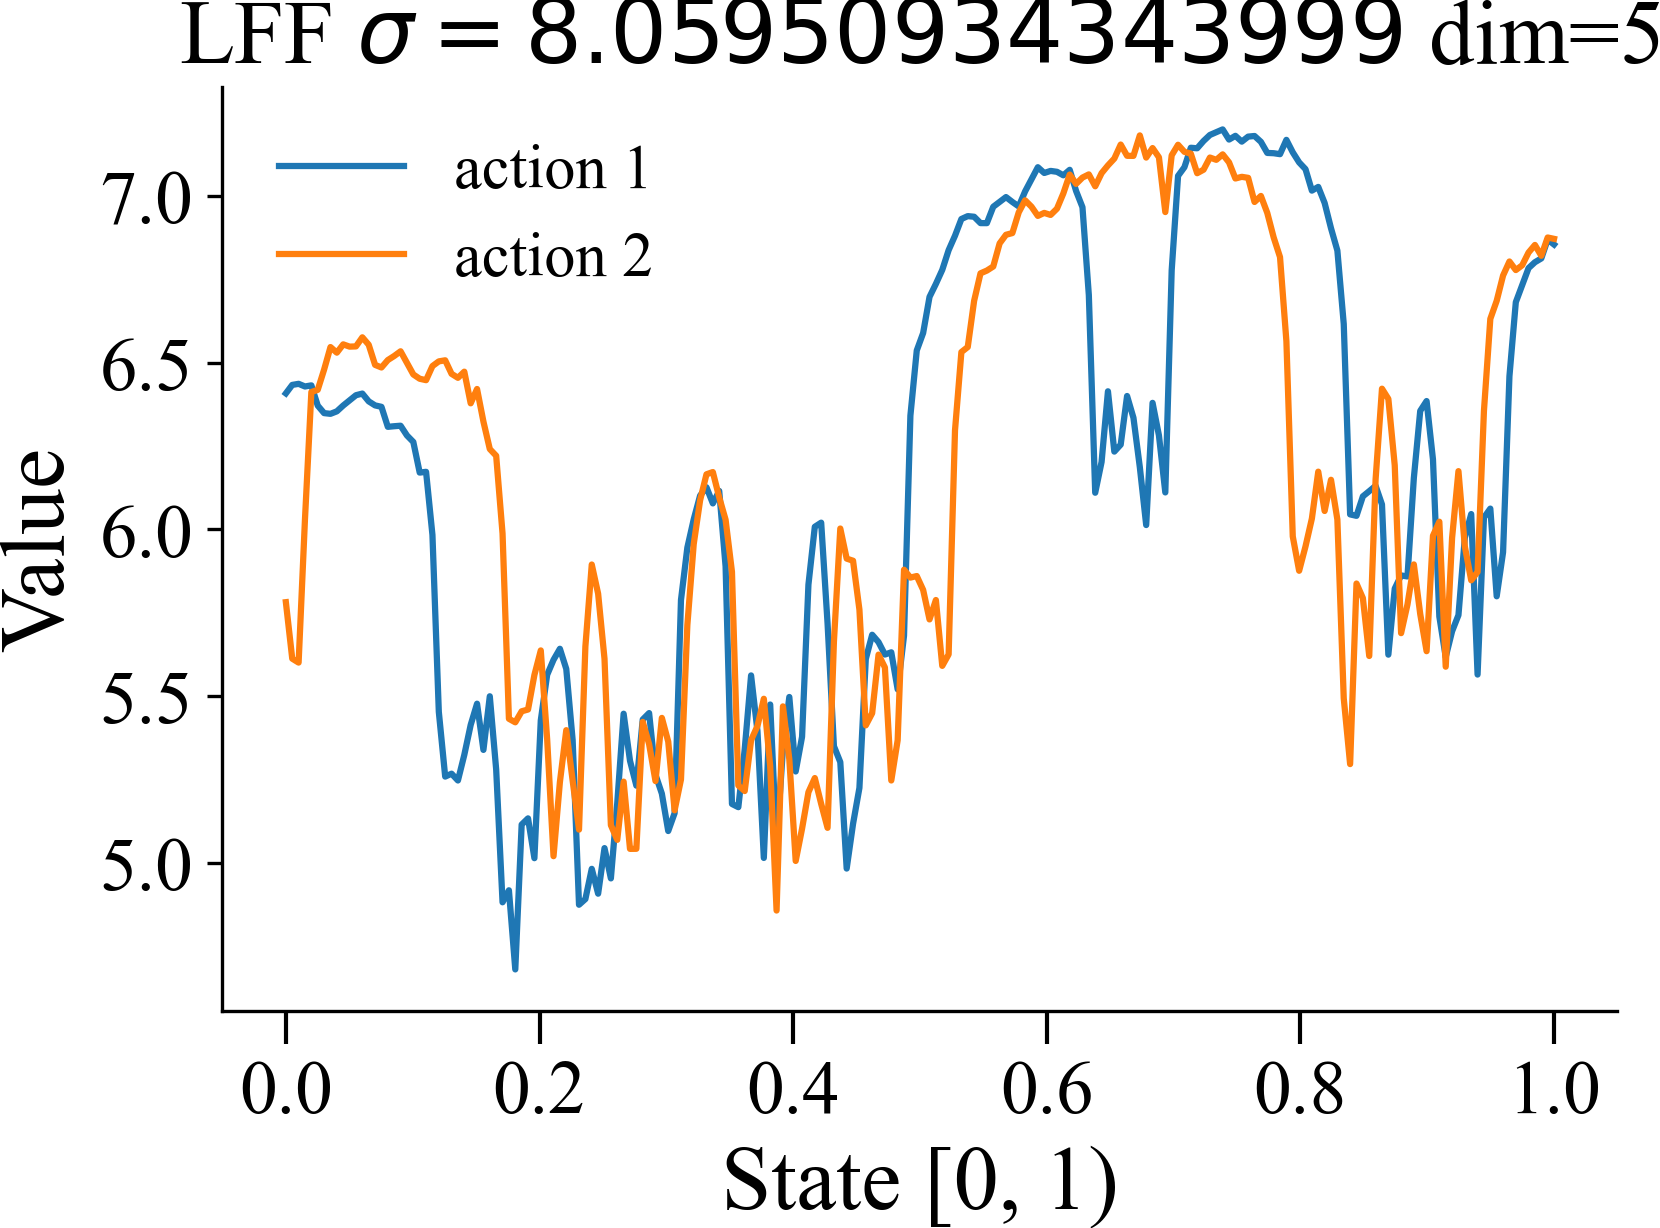 LFF σ = 8.059509343439999 dim=5
action 1
action 2
Value
7.0
6.5
6.0
5.5
5.0
0.0 0.2 0.4 0.6 0.8 1.0
State [0, 1)